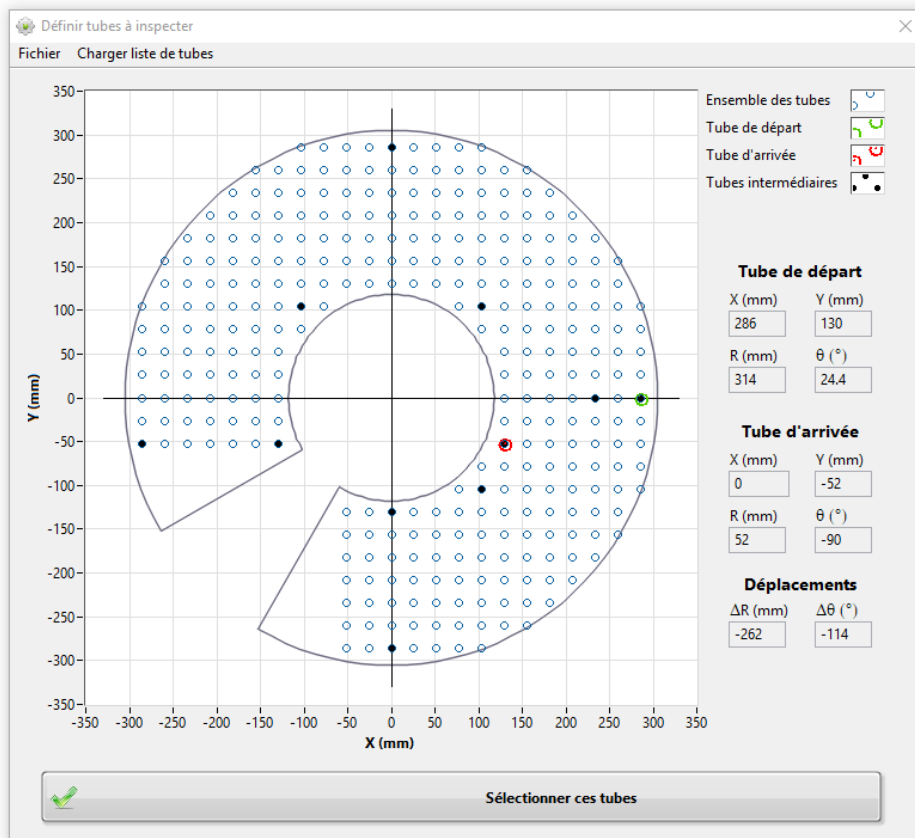 Définir tubes à inspecter
Fichier Charger liste de tubes
Ensemble des tubes
Tube de départ
Tube d'arrivée
Tubes intermédiaires
350
300
250
200
150
100
50
0
-50
-100
-150
-200
-250
-300
-350
Y (mm)
-350 -300 -250 -200 -150 -100 -50 0 50 100 150 200 250 300 350
X (mm)
Tube de départ
X (mm) Y (mm)
286 130
R (mm) θ (°)
314 24.4
Tube d'arrivée
X (mm) Y (mm)
0 -52
R (mm) θ (°)
52 -90
Déplacements
ΔR (mm) Δθ (°)
-262 -114
Sélectionner ces tubes